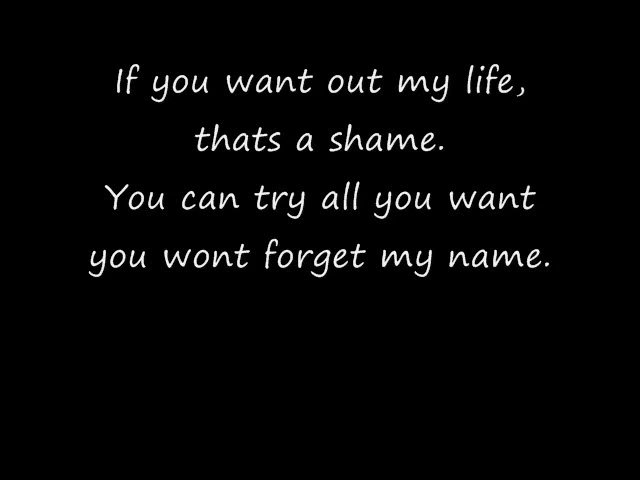 If you want out my life,
thats a shame.
You can try all you want
you wont forget my name.